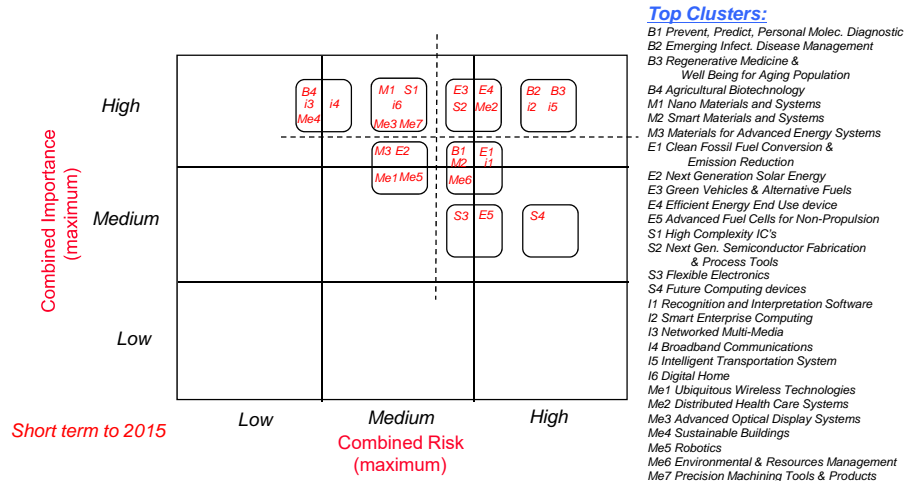 Top Clusters:
B1 Prevent, Predict, Personal Molec. Diagnostic
B2 Emerging Infect. Disease Management
B3 Regenerative Medicine &
Well Being for Aging Population
B4 Agricultural Biotechnology
M1 Nano Materials and Systems
M2 Smart Materials and Systems
M3 Materials for Advanced Energy Systems
E1 Clean Fossil Fuel Conversion &
Emission Reduction
E2 Next Generation Solar Energy
E3 Green Vehicles & Alternative Fuels
E4 Efficient Energy End Use device
E5 Advanced Fuel Cells for Non-Propulsion
S1 High Complexity IC's
S2 Next Gen. Semiconductor Fabrication
& Process Tools
S3 Flexible Electronics
S4 Future Computing devices
I1 Recognition and Interpretation Software
I2 Smart Enterprise Computing
I3 Networked Multi-Media
I4 Broadband Communications
I5 Intelligent Transportation System
I6 Digital Home
Me1 Ubiquitous Wireless Technologies
Me2 Distributed Health Care Systems
Me3 Advanced Optical Display Systems
Me4 Sustainable Buildings
Me5 Robotics
Me6 Environmental & Resources Management
Me7 Precision Machining Tools & Products
Combined Importance
(maximum)
High
Medium
Low
B4
i3 i4
Me4
M1 S1
i6
Me3 Me7
E3 E4
S2 Me2
B2 B3
i2 i5
M3 E2
Me1 Me5
B1 E1
M2 i1
Me6
S3 E5
S4
Low Medium High
Combined Risk
(maximum)
Short term to 2015